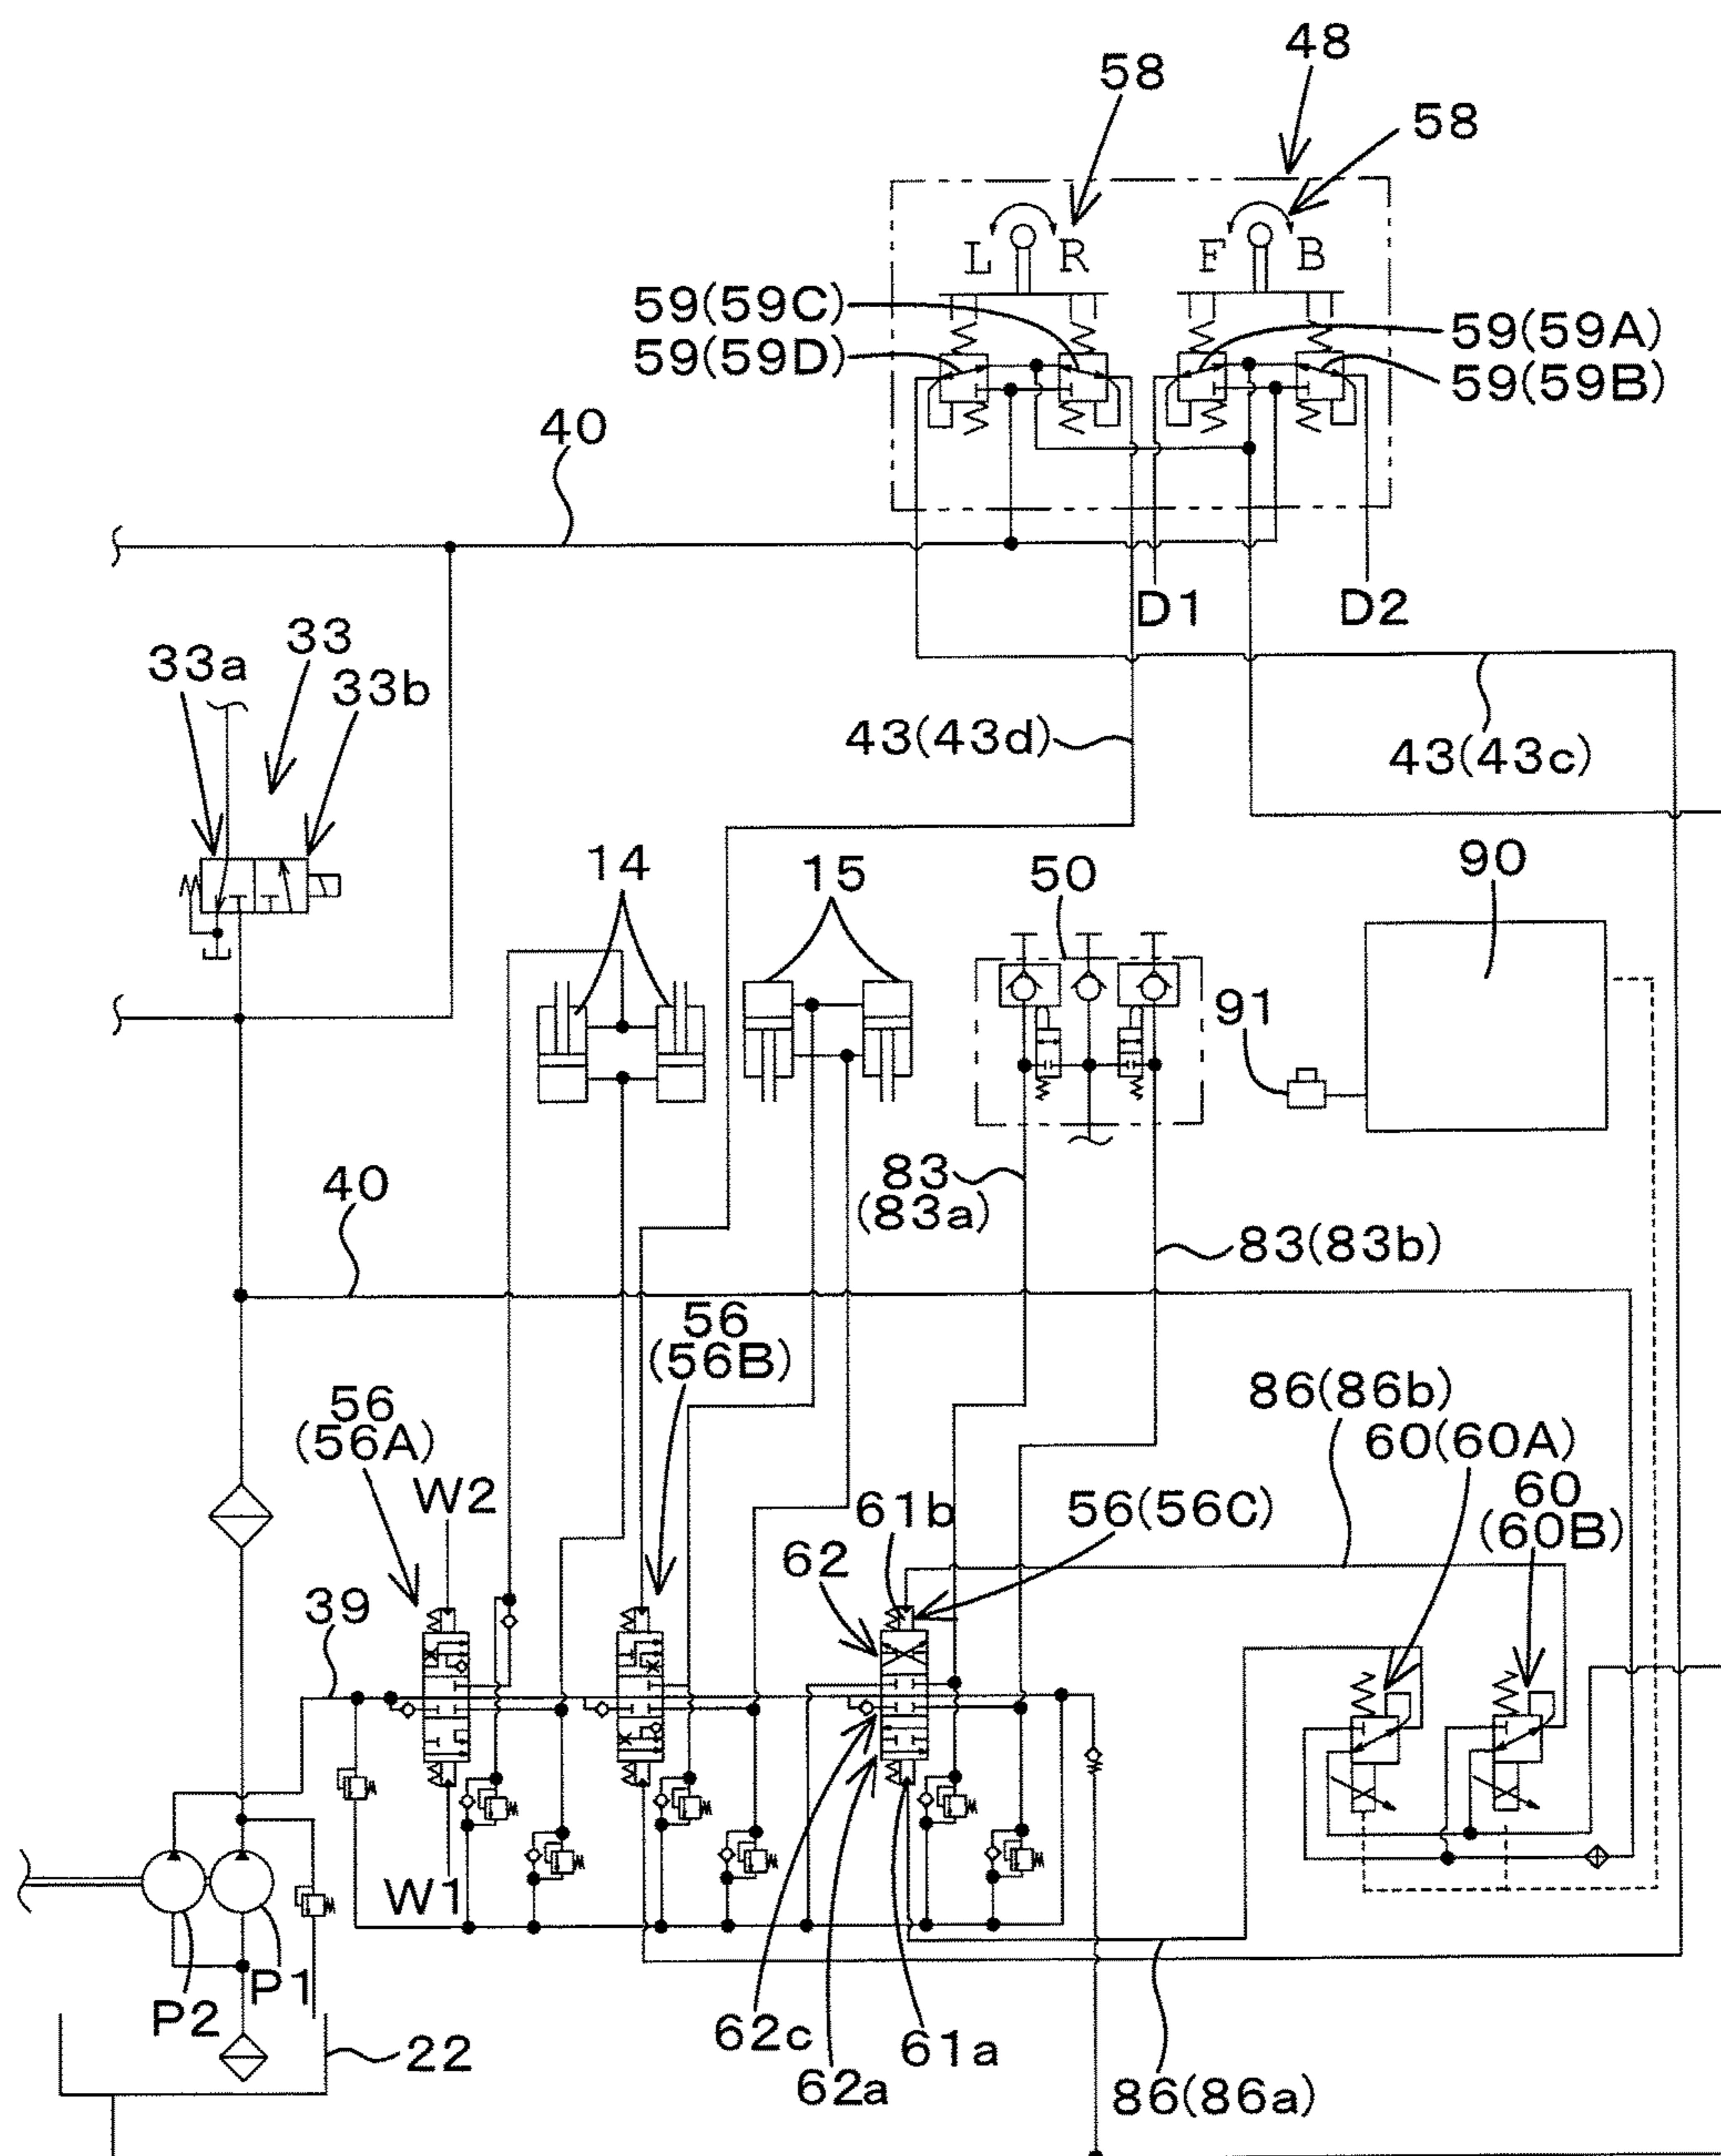 48
58
58
L R F B
59(59C)
59(59D)
59(59A)
59(59B)
40
D1 D2
33
33a
33b
43(43d)
43(43c)
14 15 50 90
91
83
(83a)
40
83(83b)
56
(56B)
56
(56A)
86(86b)
60(60A)
W2
61b 56(56C)
60
(60B)
62
39
W1
P1
P2
62c
61a
22
62a
86(86a)